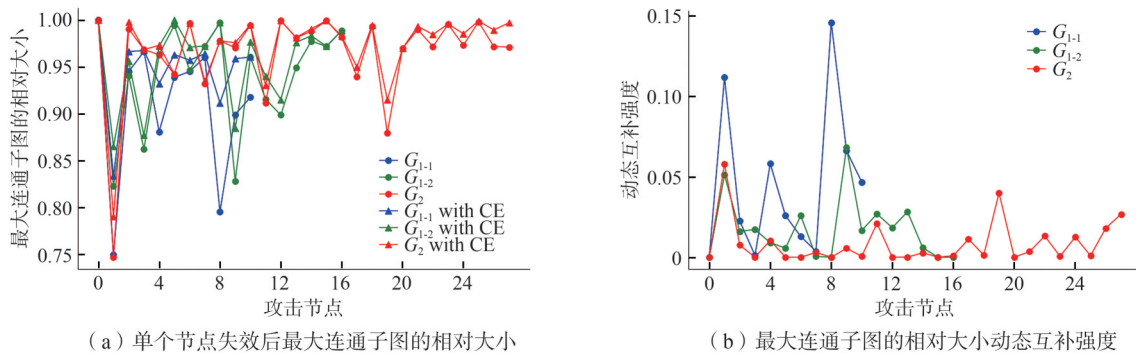 1.00
0.95
0.90
0.85
0.80
0.75
最大连通子图的相对大小
0 4 8 12 16 20 24
攻击节点
G1-1
G1-2
G2
G1-1 with CE
G1-2 with CE
G2 with CE
(a)单个节点失效后最大连通子图的相对大小
0.15
0.10
0.05
0
动态互补强度
0 4 8 12 16 20 24
攻击节点
G1-1
G1-2
G2
(b)最大连通子图的相对大小动态互补强度